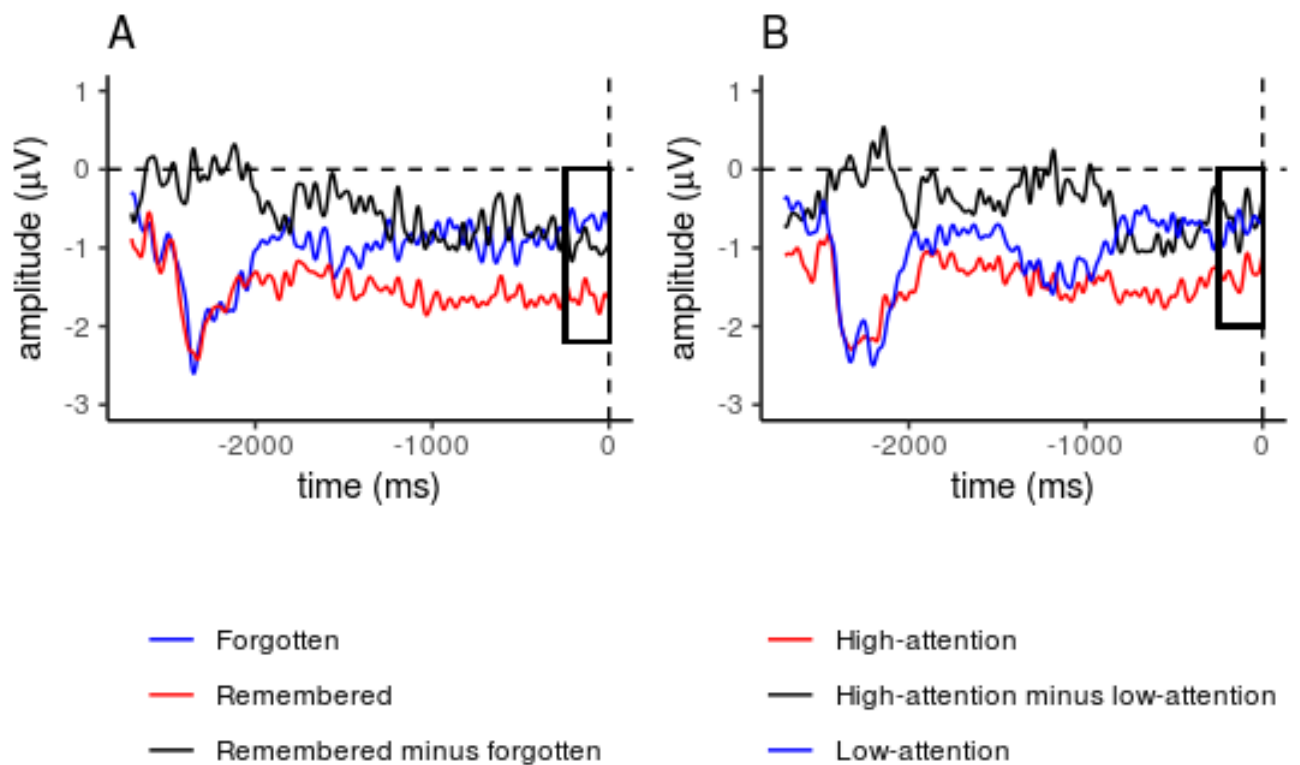 A
amplitude (μV)
1
0
-1
-2
-3
-2000
-1000
0
time (ms)
B
amplitude (μV)
1
0
-1
-2
-3
-2000
-1000
0
time (ms)
Forgotten
Remembered
Remembered minus forgotten
High-attention
High-attention minus low-attention
Low-attention